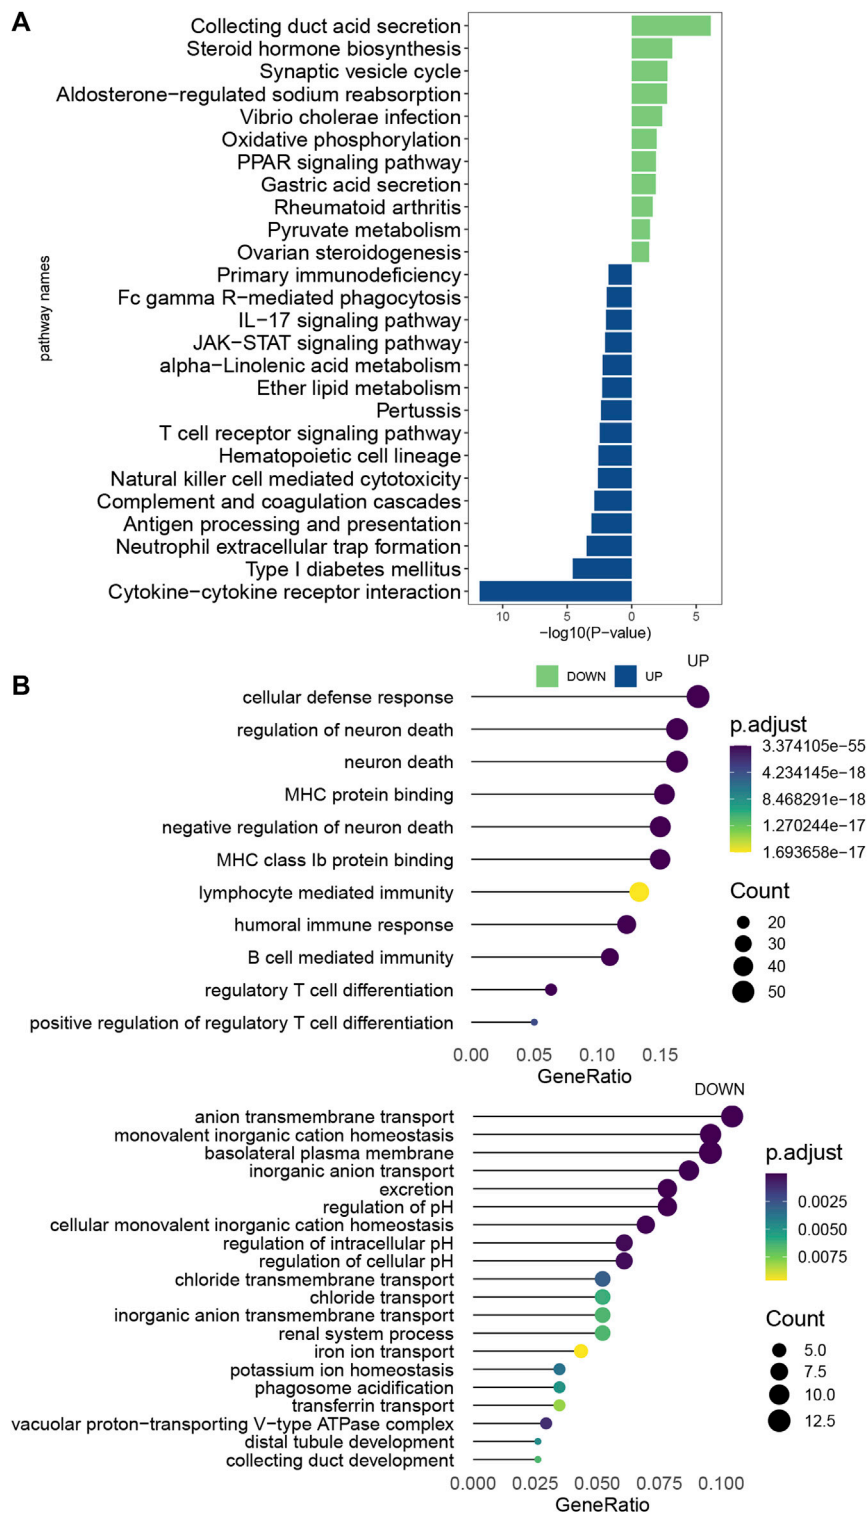 A
pathway names
Collecting duct acid secretion
Steroid hormone biosynthesis
Synaptic vesicle cycle
Aldosterone−regulated sodium reabsorption
Vibrio cholerae infection
Oxidative phosphorylation
PPAR signaling pathway
Gastric acid secretion
Rheumatoid arthritis
Pyruvate metabolism
Ovarian steroidogenesis
Primary immunodeficiency
Fc gamma R−mediated phagocytosis
IL−17 signaling pathway
JAK−STAT signaling pathway
alpha−Linolenic acid metabolism
Ether lipid metabolism
Pertussis
T cell receptor signaling pathway
Hematopoietic cell lineage
Natural killer cell mediated cytotoxicity
Complement and coagulation cascades
Antigen processing and presentation
Neutrophil extracellular trap formation
Type I diabetes mellitus
Cytokine−cytokine receptor interaction
10 5 0 5
−log10(P−value)
DOWN UP
B
UP
cellular defense response
regulation of neuron death
neuron death
MHC protein binding
negative regulation of neuron death
MHC class Ib protein binding
lymphocyte mediated immunity
humoral immune response
B cell mediated immunity
regulatory T cell differentiation
positive regulation of regulatory T cell differentiation
0.00 0.05 0.10 0.15
GeneRatio
p.adjust
3.374105e−55
4.234145e−18
8.468291e−18
1.270244e−17
1.693658e−17
Count
20
30
40
50
DOWN
anion transmembrane transport
monovalent inorganic cation homeostasis
basolateral plasma membrane
inorganic anion transport
excretion
regulation of pH
cellular monovalent inorganic cation homeostasis
regulation of intracellular pH
regulation of cellular pH
chloride transmembrane transport
chloride transport
inorganic anion transmembrane transport
renal system process
iron ion transport
potassium ion homeostasis
phagosome acidification
transferrin transport
vacuolar proton−transporting V−type ATPase complex
distal tubule development
collecting duct development
0.000 0.025 0.050 0.075 0.100
GeneRatio
p.adjust
0.0025
0.0050
0.0075
Count
5.0
7.5
10.0
12.5